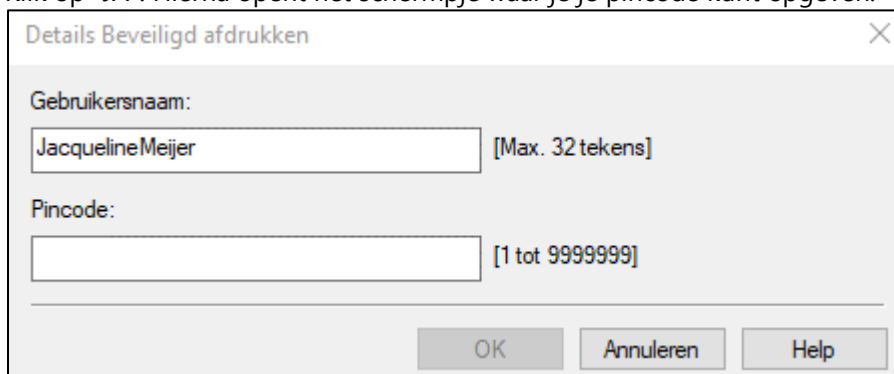 Details Beveiligd afdrukken
Gebruikersnaam:
JacquelineMeijer [Max. 32 tekens]
Pincode:
[1 tot 9999999]
OK Annuleren Help